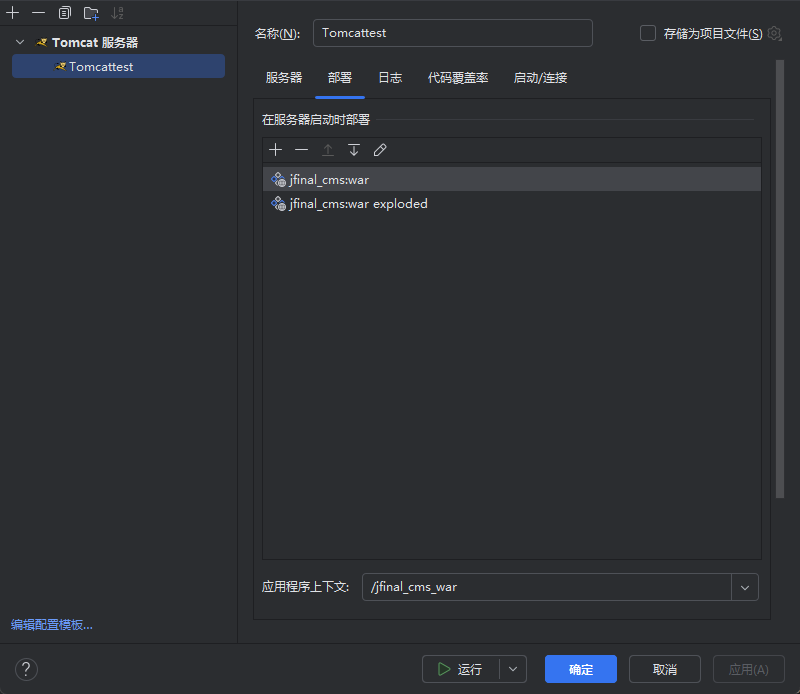 Tomcat 服务器
Tomcattest
编辑配置模板...
名称(N):
Tomcattest
存储为项目文件(S)
服务器 部署 日志 代码覆盖率 启动/连接
在服务器启动时部署
jfinal_cms:war
jfinal_cms:war exploded
应用程序上下文:
/jfinal_cms_war
?
运行
确定
取消
应用(A)